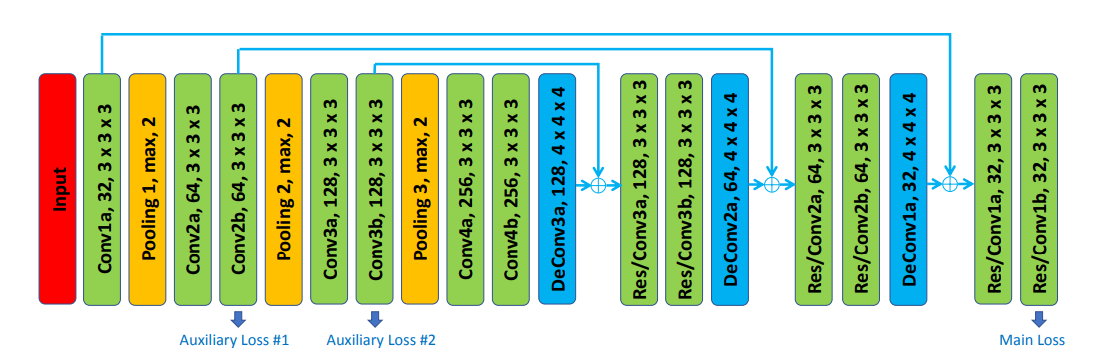 Input
Conv1a, 32, 3 x 3 x 3
Pooling 1, max, 2
Conv2a, 64, 3 x 3 x 3
Conv2b, 64, 3 x 3 x 3
Pooling 2, max, 2
Conv3a, 128, 3 x 3 x 3
Conv3b, 128, 3 x 3 x 3
Pooling 3, max, 2
Conv4a, 256, 3 x 3 x 3
Conv4b, 256, 3 x 3 x 3
DeConv3a, 128, 4 x 4 x 4
Res/Conv3a, 128, 3 x 3 x 3
Res/Conv3b, 128, 3 x 3 x 3
DeConv2a, 64, 4 x 4 x 4
Res/Conv2a, 64, 3 x 3 x 3
Res/Conv2b, 64, 3 x 3 x 3
DeConv1a, 32, 4 x 4 x 4
Res/Conv1a, 32, 3 x 3 x 3
Res/Conv1b, 32, 3 x 3 x 3
Auxiliary Loss #1
Auxiliary Loss #2
Main Loss